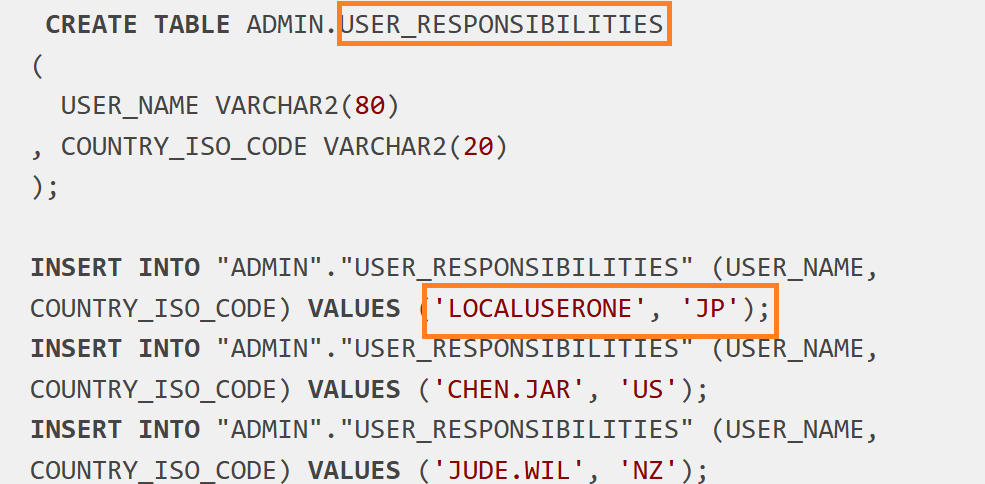 CREATE TABLE ADMIN.USER_RESPONSIBILITIES
(
USER_NAME VARCHAR2(80)
, COUNTRY_ISO_CODE VARCHAR2(20)
);
INSERT INTO "ADMIN"."USER_RESPONSIBILITIES" (USER_NAME,
COUNTRY_ISO_CODE) VALUES ('LOCALUSERONE', 'JP');
INSERT INTO "ADMIN"."USER_RESPONSIBILITIES" (USER_NAME,
COUNTRY_ISO_CODE) VALUES ('CHEN.JAR', 'US');
INSERT INTO "ADMIN"."USER_RESPONSIBILITIES" (USER_NAME,
COUNTRY_ISO_CODE) VALUES ('JUDE.WIL', 'NZ');